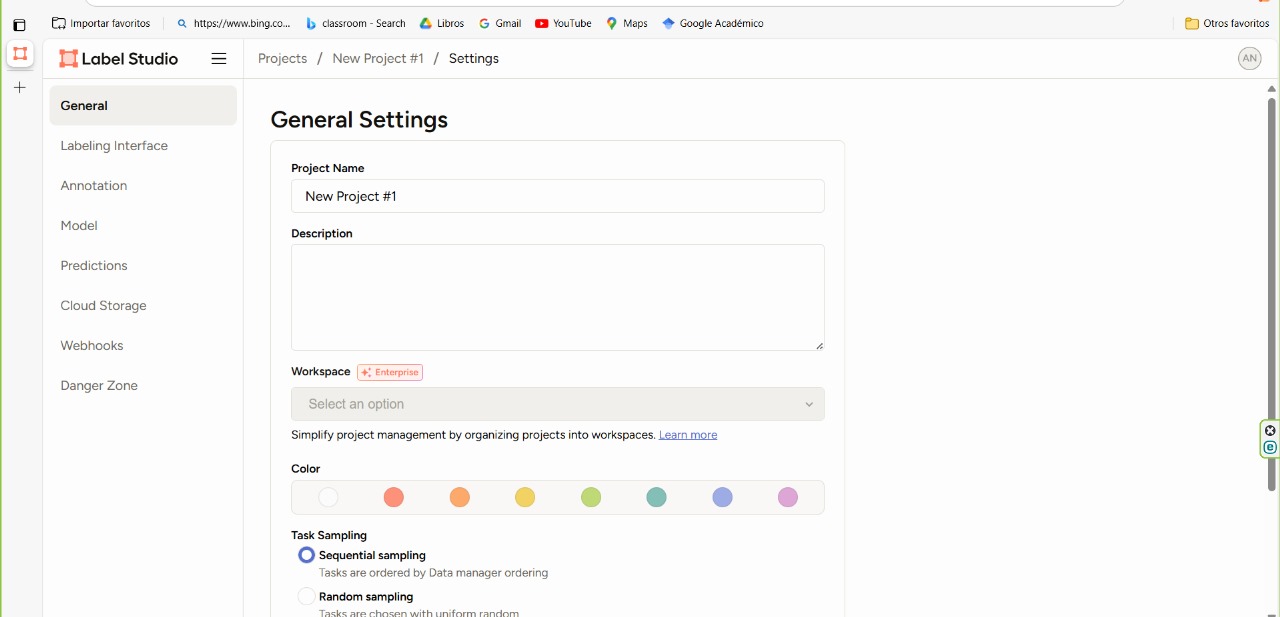 Importar favoritos
https://www.bing.co...
classroom - Search
Libros
Gmail
YouTube
Maps
Google Académico
Otros favoritos
Label Studio
Projects / New Project #1 / Settings
AN
General
Labeling Interface
Annotation
Model
Predictions
Cloud Storage
Webhooks
Danger Zone
General Settings
Project Name
New Project #1
Description
Workspace Enterprise
Select an option
Simplify project management by organizing projects into workspaces. Learn more
Color
Task Sampling
Sequential sampling
Tasks are ordered by Data manager ordering
Random sampling
Tasks are chosen with uniform random